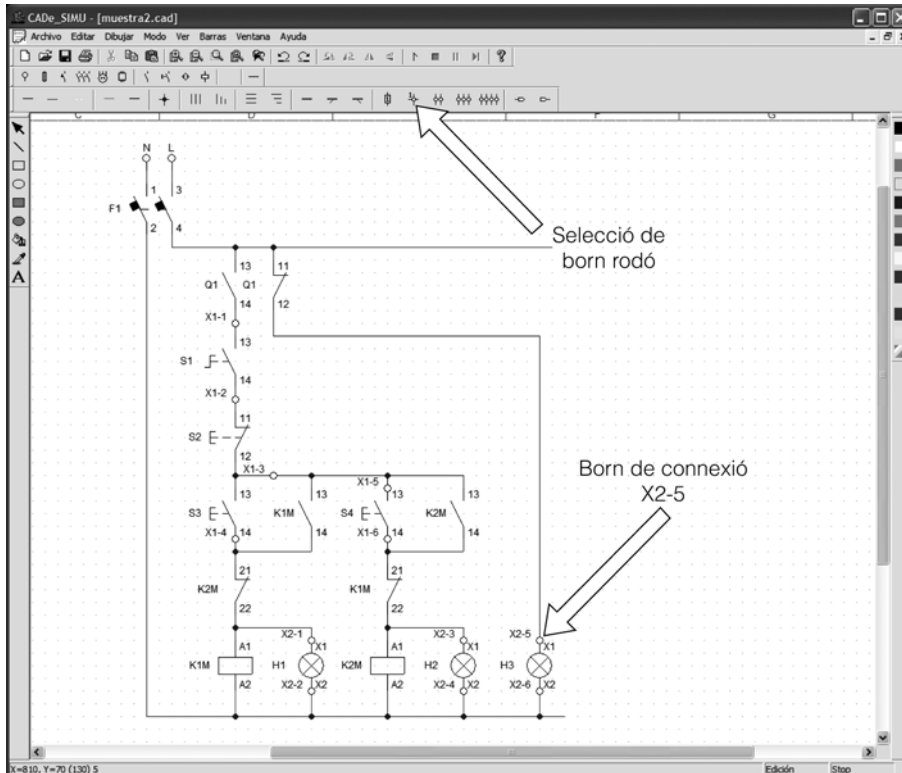 CADe_SIMU - [muestra2.cad]
Archivo Editar Dibujar Modo Ver Barras Ventana Ayuda
C D F G
N L
1 3
F1
2 4
Selecció de
born rodó
13 11
Q1 Q1
14 12
X1-1
13
S1
14
X1-2
11
S2
12
X1-3
X1-5
13 13 13 13
S3 K1M S4 K2M
X1-4 14 14 X1-6 14 14
Born de connexió
X2-5
21 21
K2M K1M
22 22
X2-1 X2-3 X2-5
A1 X1 A1 X1 X1
K1M H1 K2M H2 H3
A2 X2-2 X2 A2 X2-4 X2 X2-6 X2
X=810, Y=70 (130) 5 Edición Stop